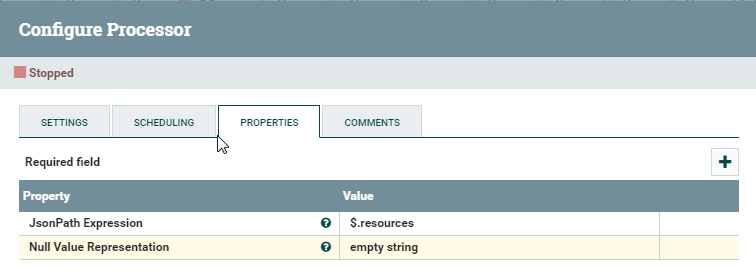 Configure Processor
Stopped
SETTINGS SCHEDULING PROPERTIES COMMENTS
Required field
Property Value
JsonPath Expression $.resources
Null Value Representation empty string